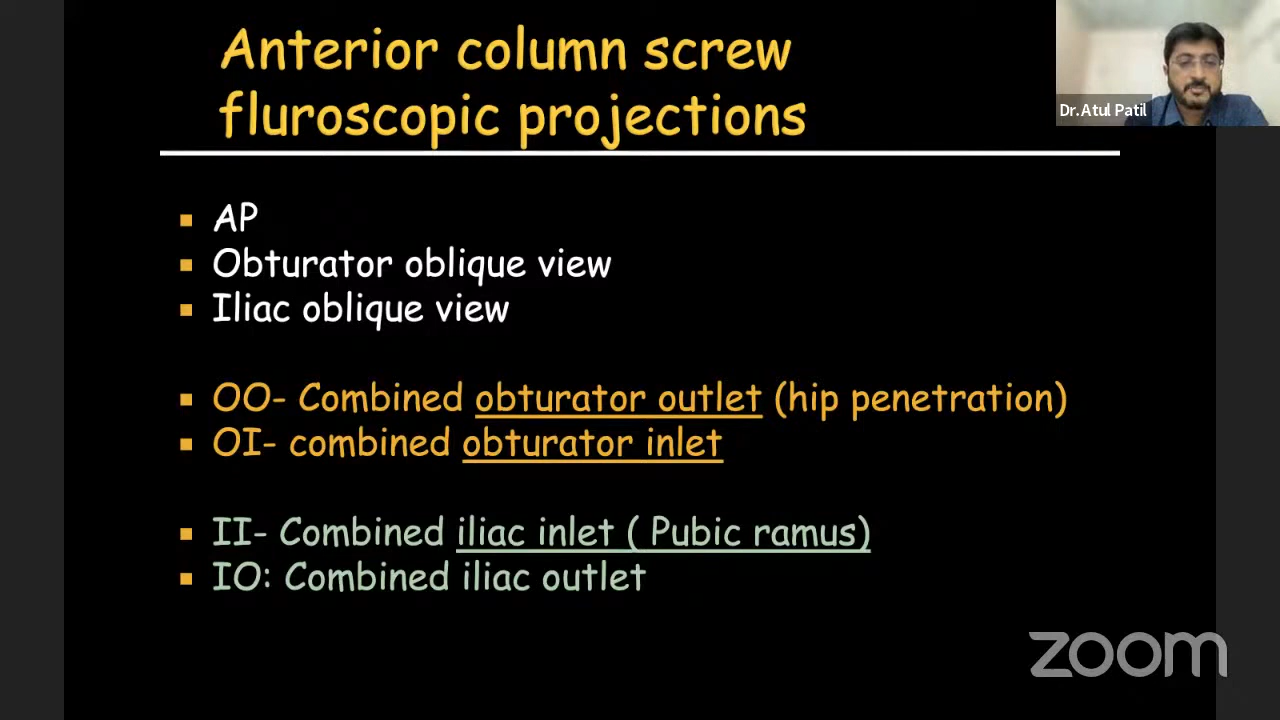 Anterior column screw
fluroscopic projections
Dr.Atul Patil
AP
Obturator oblique view
Iliac oblique view
OO- Combined obturator outlet (hip penetration)
OI- combined obturator inlet
II- Combined iliac inlet ( Pubic ramus)
IO: Combined iliac outlet
zoom